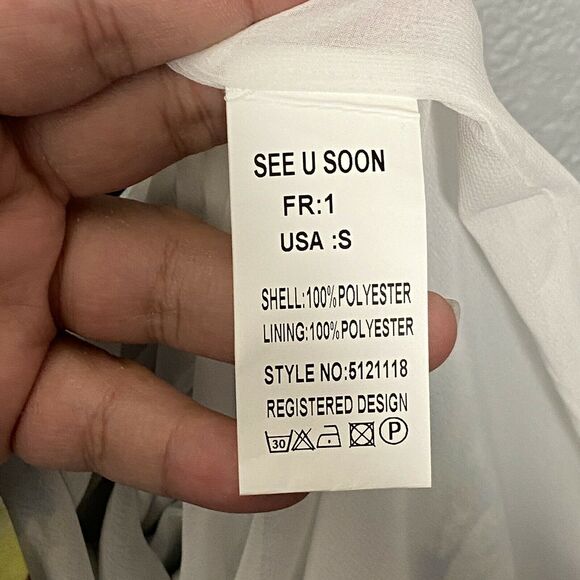 SEE U SOON
FR:1
USA :S
SHELL:100%POLYESTER
LINING:100%POLYESTER
STYLE NO:5121118
REGISTERED DESIGN
30 P